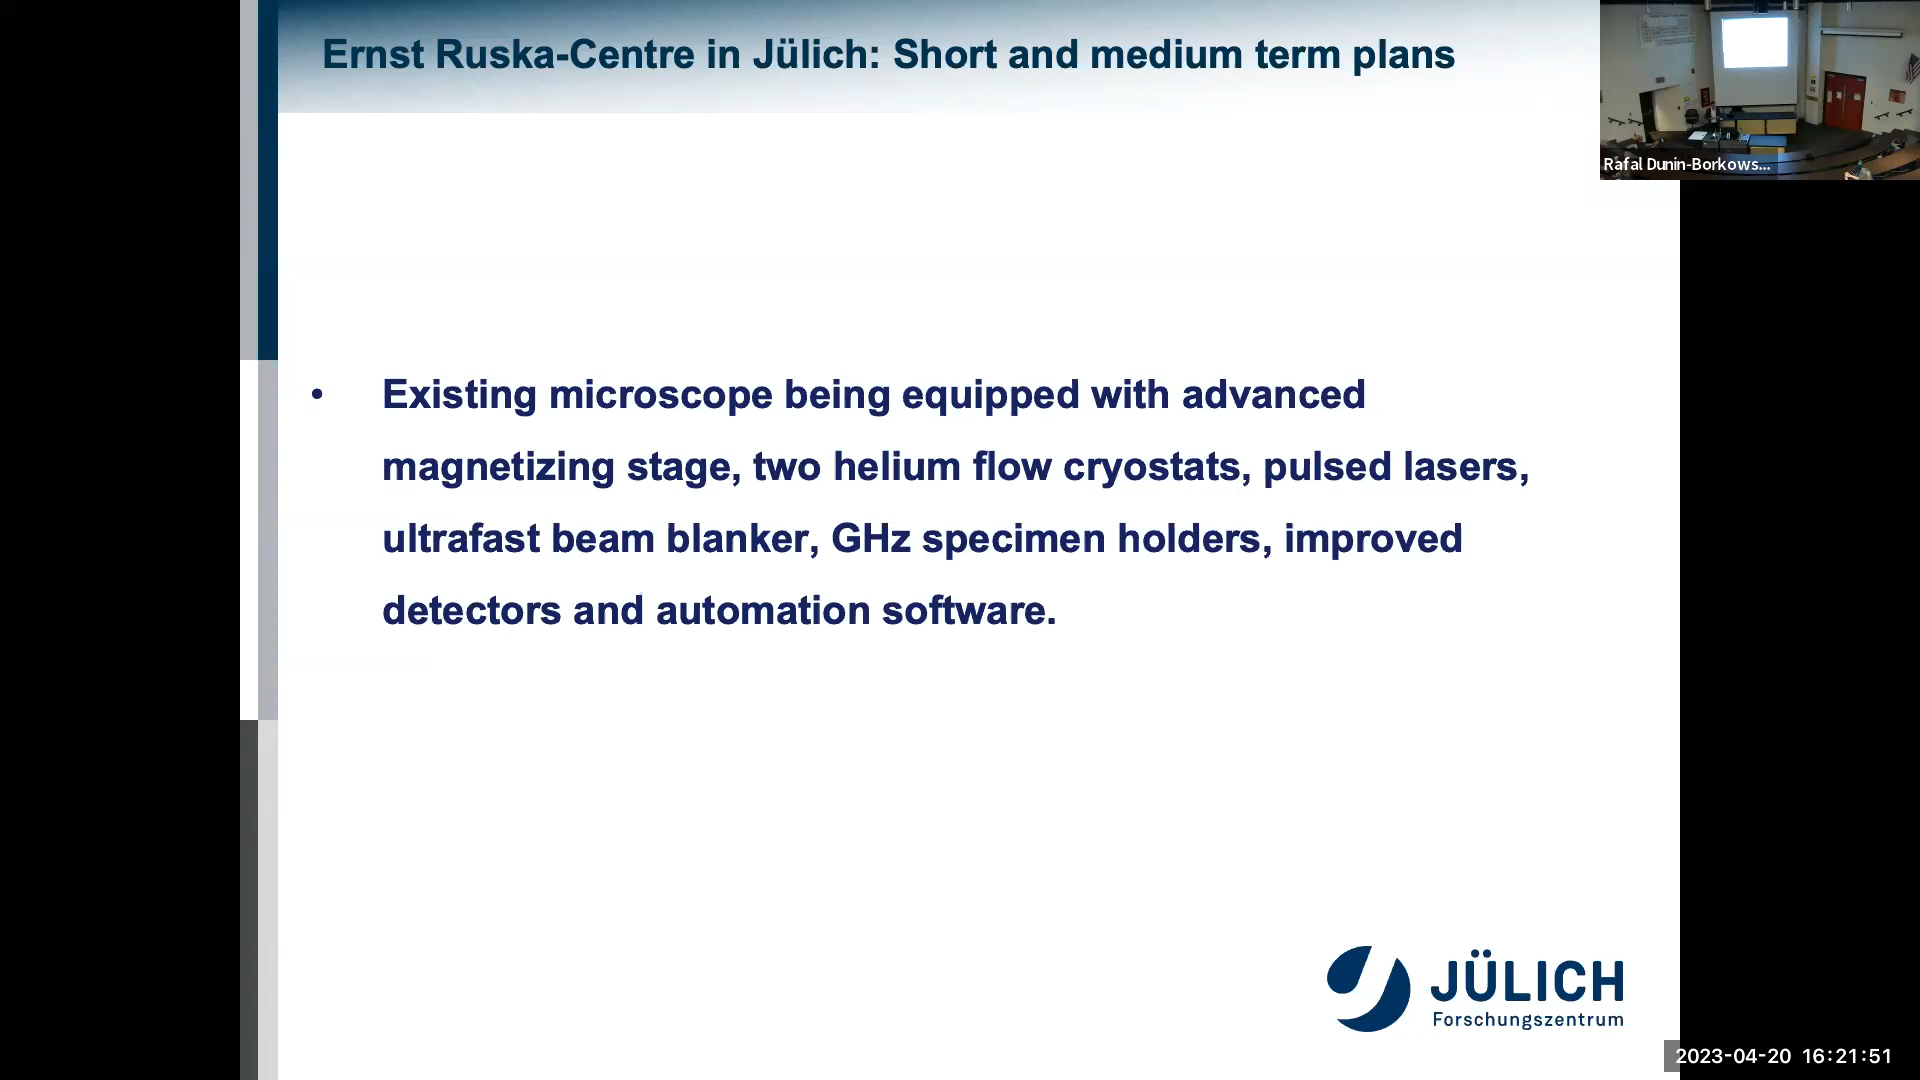 Ernst Ruska-Centre in Jülich: Short and medium term plans
Rafal Dunin-Borkows...
• Existing microscope being equipped with advanced
magnetizing stage, two helium flow cryostats, pulsed lasers,
ultrafast beam blanker, GHz specimen holders, improved
detectors and automation software.
JÜLICH
Forschungszentrum
2023-04-20 16:21:51